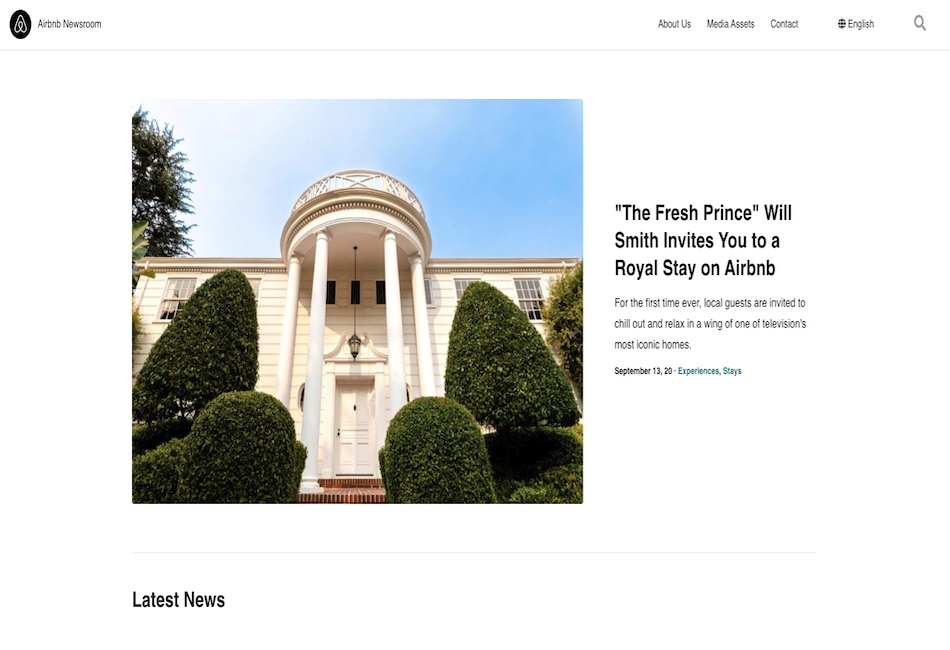 Airbnb Newsroom
About Us
Media Assets
Contact
English
"The Fresh Prince" Will
Smith Invites You to a
Royal Stay on Airbnb
For the first time ever, local guests are invited to
chill out and relax in a wing of one of television's
most iconic homes.
September 13, 20 · Experiences, Stays
Latest News